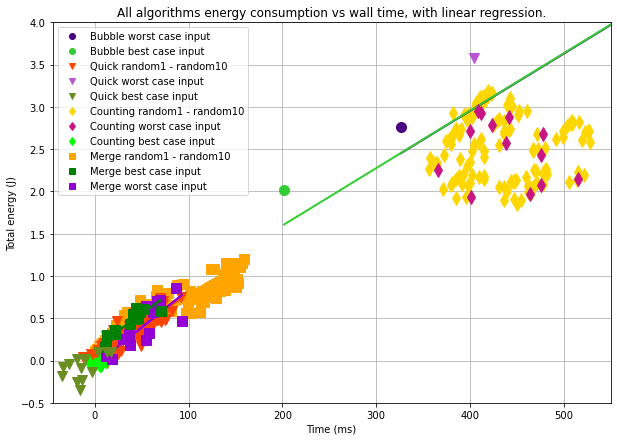 All algorithms energy consumption vs wall time, with linear regression.
4.0
3.5
3.0
2.5
2.0
1.5
1.0
0.5
0.0
−0.5
Total energy (J)
Bubble worst case input
Bubble best case input
Quick random1 - random10
Quick worst case input
Quick best case input
Counting random1 - random10
Counting worst case input
Counting best case input
Merge random1 - random10
Merge best case input
Merge worst case input
0 100 200 300 400 500
Time (ms)